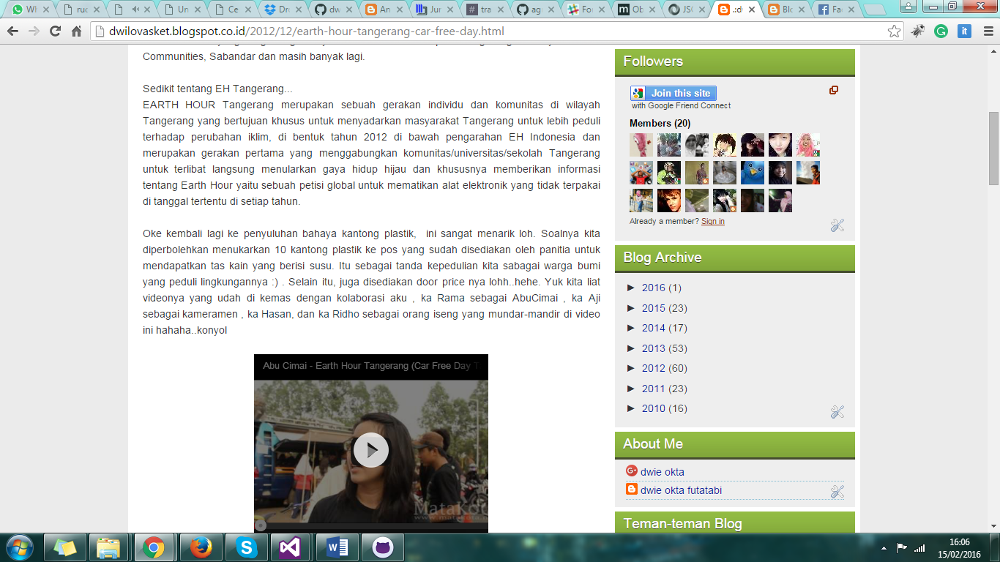 Wh
ruc
Un
Ce
Dro
dw
An
Jur
tra
ag
Fo
Ob
JSC
.:d
Blo
Fa
dwilovasket.blogspot.co.id/2012/12/earth-hour-tangerang-car-free-day.html
Communities, Sabandar dan masih banyak lagi.
Sedikit tentang EH Tangerang...
EARTH HOUR Tangerang merupakan sebuah gerakan individu dan komunitas di wilayah
Tangerang yang bertujuan khusus untuk menyadarkan masyarakat Tangerang untuk lebih peduli
terhadap perubahan iklim, di bentuk tahun 2012 di bawah pengarahan EH Indonesia dan
merupakan gerakan pertama yang menggabungkan komunitas/universitas/sekolah Tangerang
untuk terlibat langsung menularkan gaya hidup hijau dan khususnya memberikan informasi
tentang Earth Hour yaitu sebuah petisi global untuk mematikan alat elektronik yang tidak terpakai
di tanggal tertentu di setiap tahun.
Oke kembali lagi ke penyuluhan bahaya kantong plastik,  ini sangat menarik loh. Soalnya kita
diperbolehkan menukarkan 10 kantong plastik ke pos yang sudah disediakan oleh panitia untuk
mendapatkan tas kain yang berisi susu. Itu sebagai tanda kepedulian kita sabagai warga bumi
yang peduli lingkungannya :) . Selain itu, juga disediakan door price nya lohh..hehe. Yuk kita liat
videonya yang udah di kemas dengan kolaborasi aku , ka Rama sebagai AbuCimai , ka Aji
sebagai kameramen , ka Hasan, dan ka Ridho sebagai orang iseng yang mundar-mandir di video
ini hahaha..konyol
Abu Cimai - Earth Hour Tangerang (Car Free Day T
MataKot
Followers
Join this site
with Google Friend Connect
Members (20)
Already a member? Sign in
Blog Archive
► 2016 (1)
► 2015 (23)
► 2014 (17)
► 2013 (53)
► 2012 (60)
► 2011 (23)
► 2010 (16)
About Me
dwie okta
dwie okta futatabi
Teman-teman Blog
16:06
15/02/2016